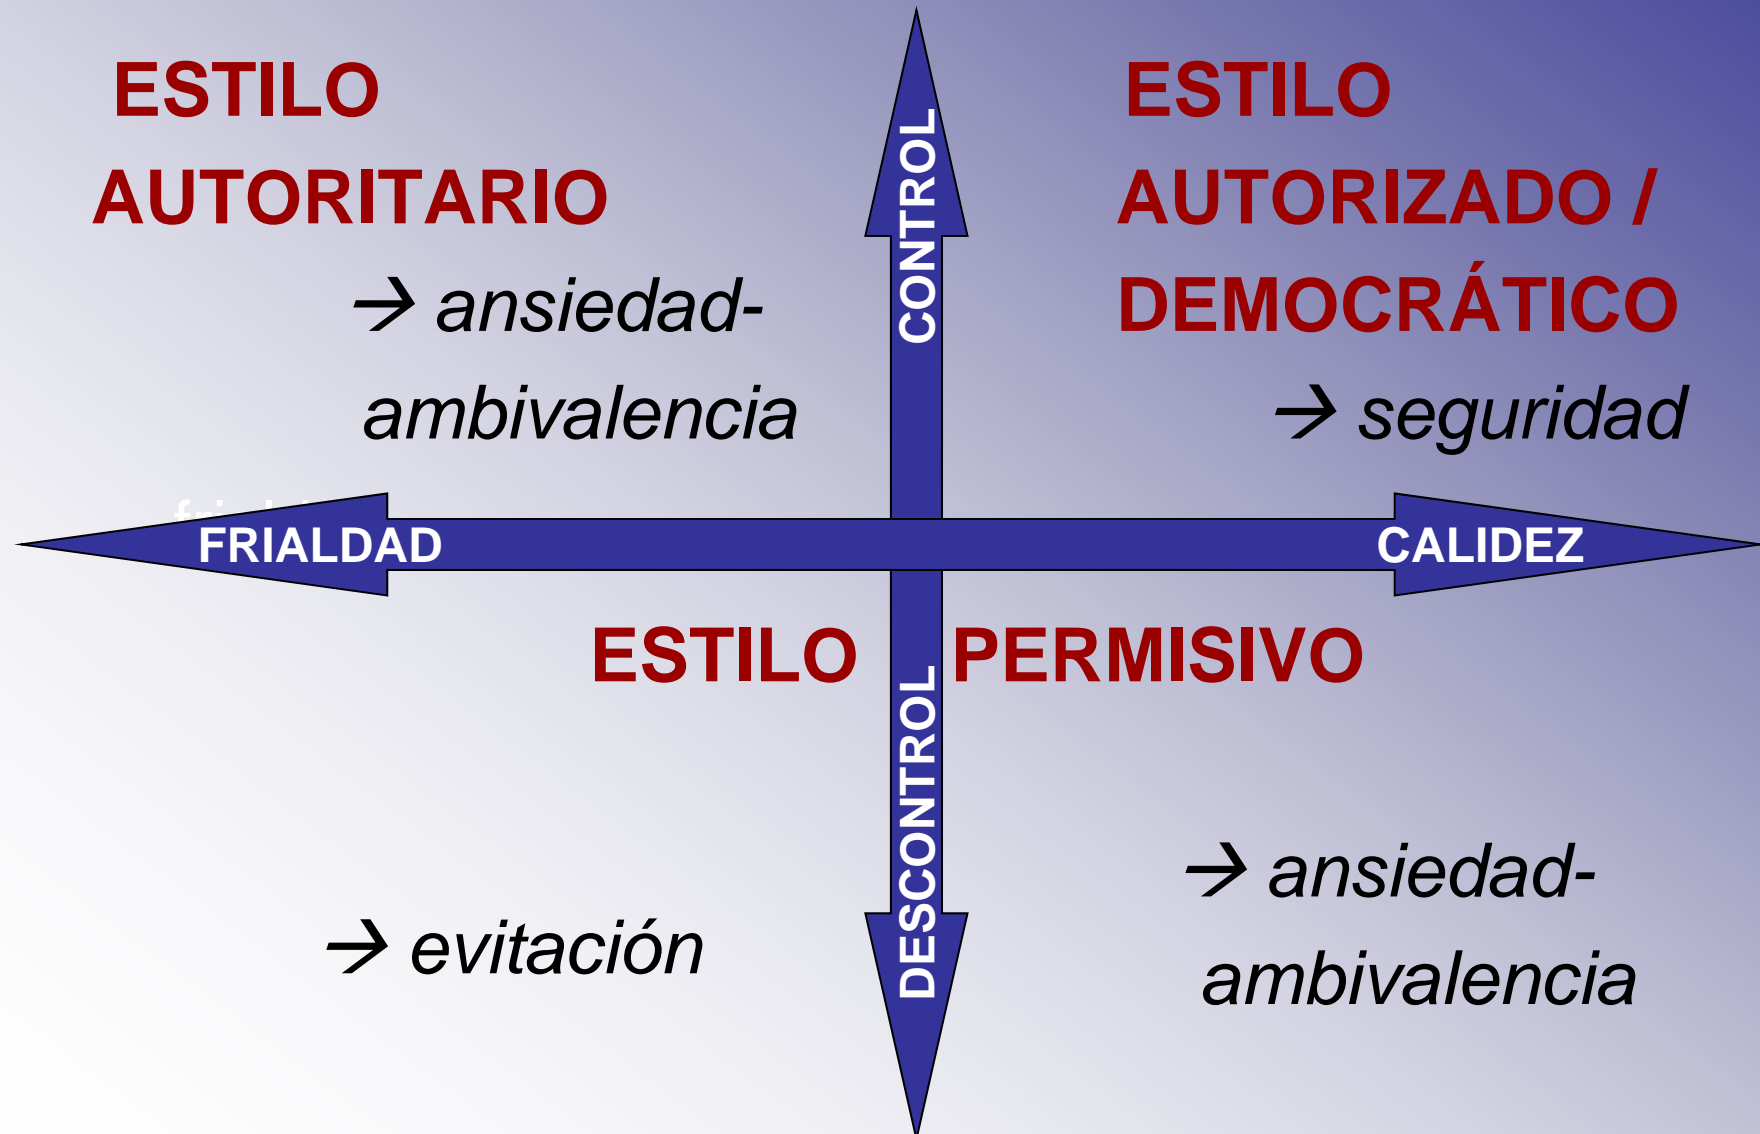 ESTILO
AUTORITARIO
→ ansiedad-
ambivalencia
CONTROL
ESTILO
AUTORIZADO /
DEMOCRÁTICO
→ seguridad
FRIALDAD
CALIDEZ
ESTILO PERMISIVO
DESCONTROL
→ evitación
→ ansiedad-
ambivalencia